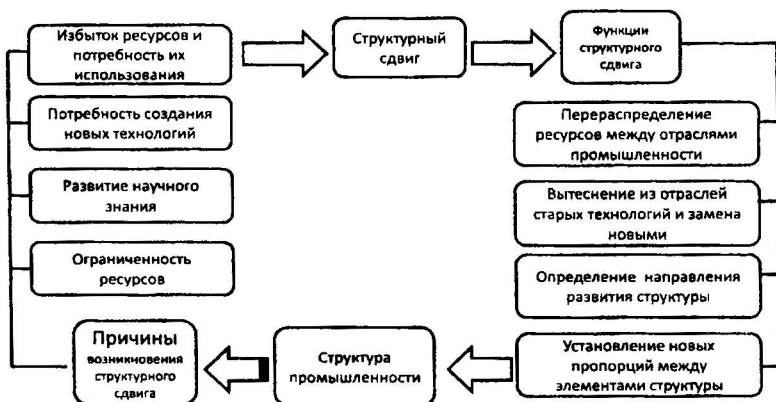 Избыток ресурсов и
потребность их
использования
Структурный
сдвиг
Функции
структурного
сдвига
Потребность создания
новых технологий
Перераспределение
ресурсов между отраслями
промышленности
Развитие научного
знания
Вытеснение из отраслей
старых технологий и замена
новыми
Ограниченность
ресурсов
Определение направления
развития структуры
Причины
возникновения
структурного
сдвига
Структура
промышленности
Установление новых
пропорций между
элементами структуры